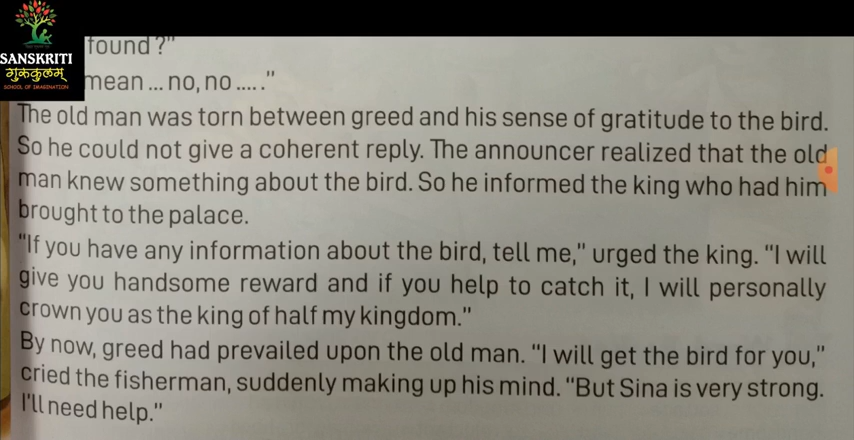 SANSKRITI
गुरुकुलम्
SCHOOL OF IMAGINATION
found?"
mean ... no, no ....."
The old man was torn between greed and his sense of gratitude to the bird.
So he could not give a coherent reply. The announcer realized that the old
man knew something about the bird. So he informed the king who had him
brought to the palace.
"If you have any information about the bird, tell me," urged the king. "I will
give you handsome reward and if you help to catch it, I will personally
crown you as the king of half my kingdom."
By now, greed had prevailed upon the old man. "I will get the bird for you,"
cried the fisherman, suddenly making up his mind. "But Sina is very strong.
I'll need help."